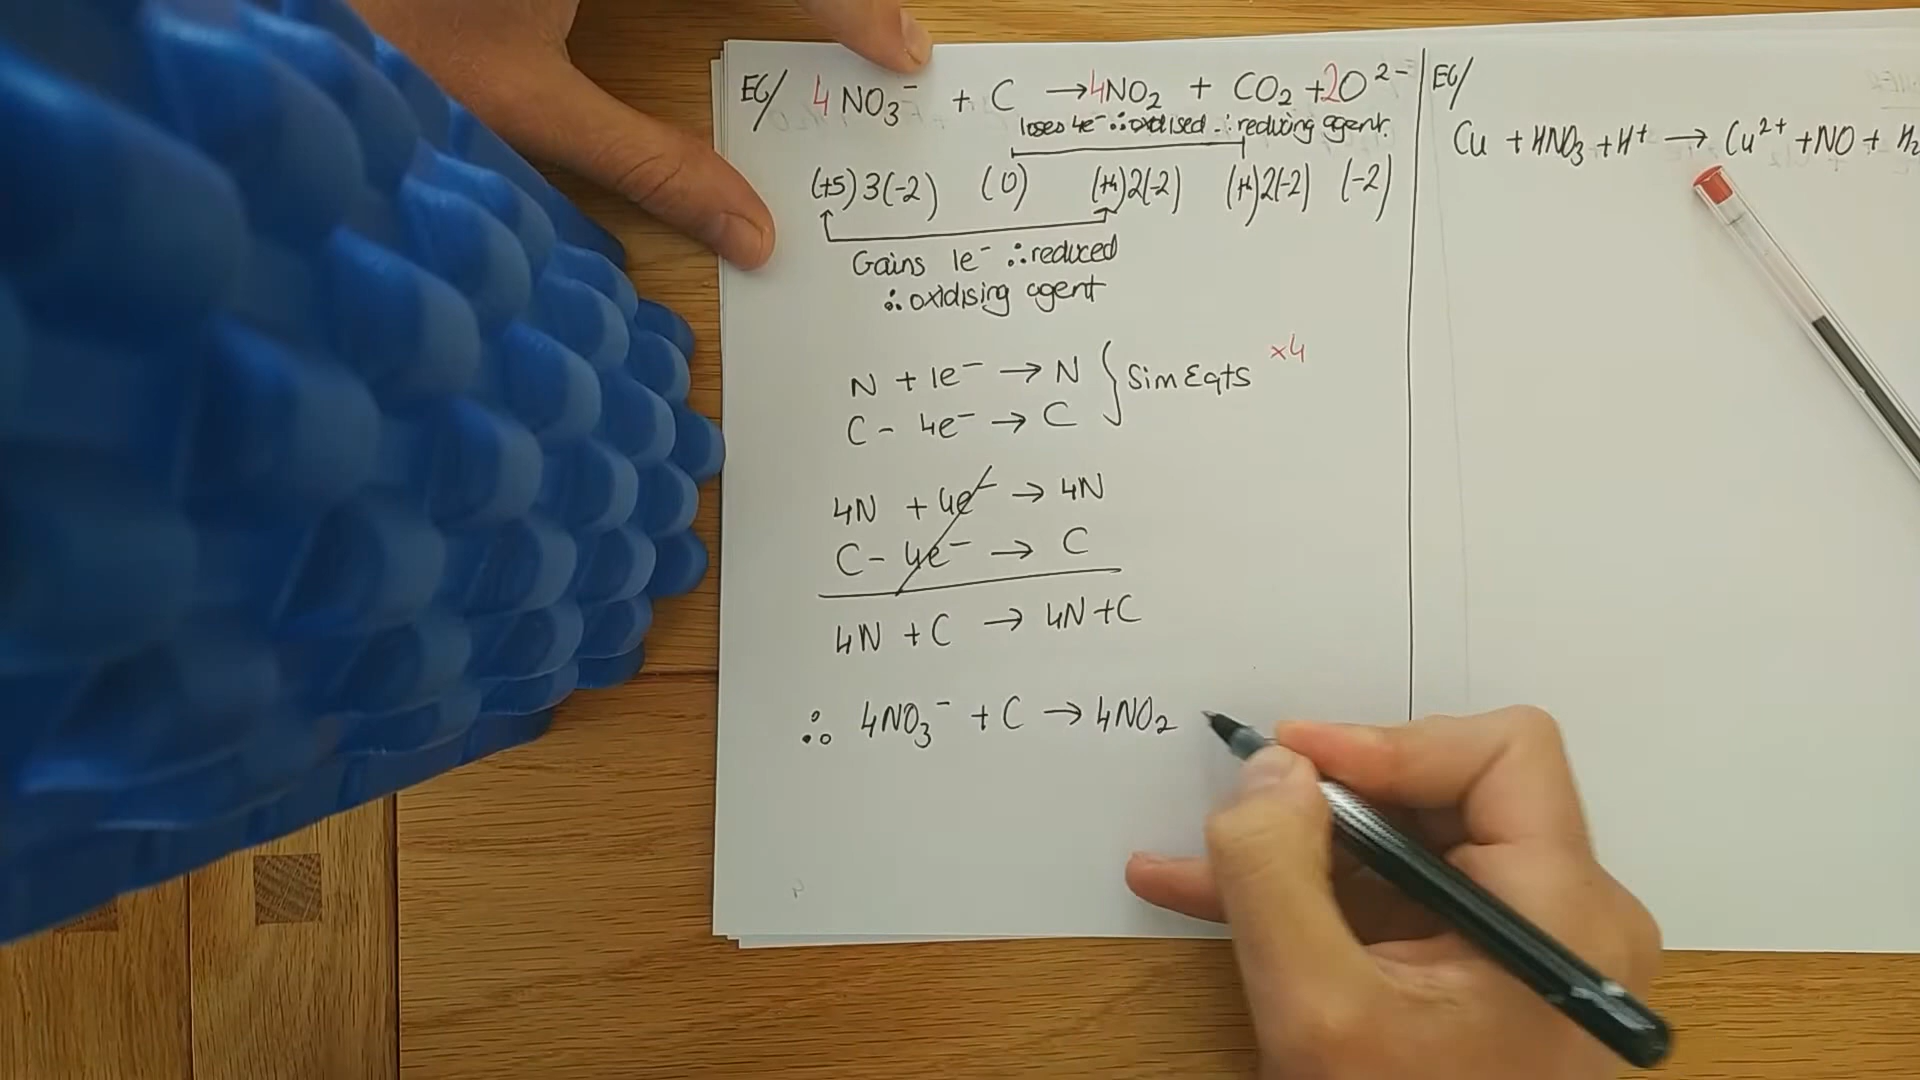 EG/ 4NO₃⁻ + C → 4NO₂ + CO₂ + 2O²⁻
loses 4e⁻ ∴ oxidised ∴ reducing agent.
(+5) 3(-2) (0) (+4)2(-2) (+4)2(-2) (-2)
Gains 1e⁻ ∴ reduced
∴ oxidising agent
N + 1e⁻ → N
C - 4e⁻ → C
} Sim Eqts ×4
4N + 4e⁻ → 4N
C - 4e⁻ → C
4N + C → 4N + C
∴ 4NO₃⁻ + C → 4NO₂
EG/
Cu + HNO₃ + H⁺ → Cu²⁺ + NO + H₂